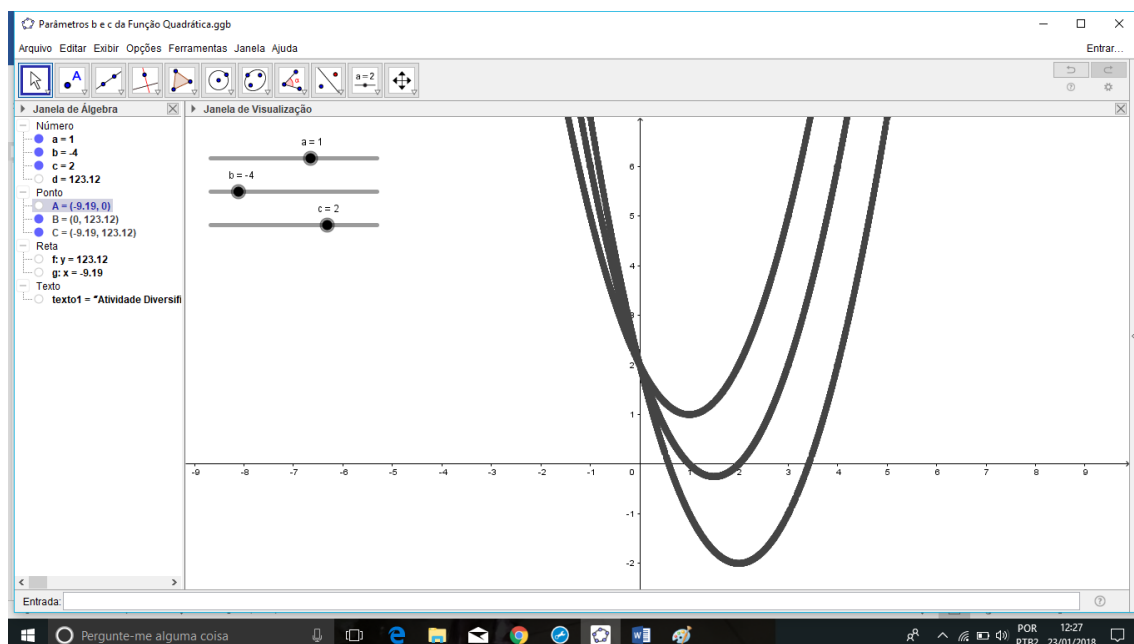 Parâmetros b e c da Função Quadrática.ggb
Arquivo Editar Exibir Opções Ferramentas Janela Ajuda Entrar...
A
α
a=2
Janela de Álgebra
Janela de Visualização
Número
a = 1
b = -4
c = 2
d = 123.12
Ponto
A = (-9.19, 0)
B = (0, 123.12)
C = (-9.19, 123.12)
Reta
f: y = 123.12
g: x = -9.19
Texto
texto1 = "Atividade Diversifi
a = 1
b = -4
c = 2
6
5
4
3
2
1
-9 -8 -7 -6 -5 -4 -3 -2 -1 0 1 2 3 4 5 6 7 8 9
-1
-2
Entrada:
Pergunte-me alguma coisa
POR
PTB2
12:27
23/01/2018